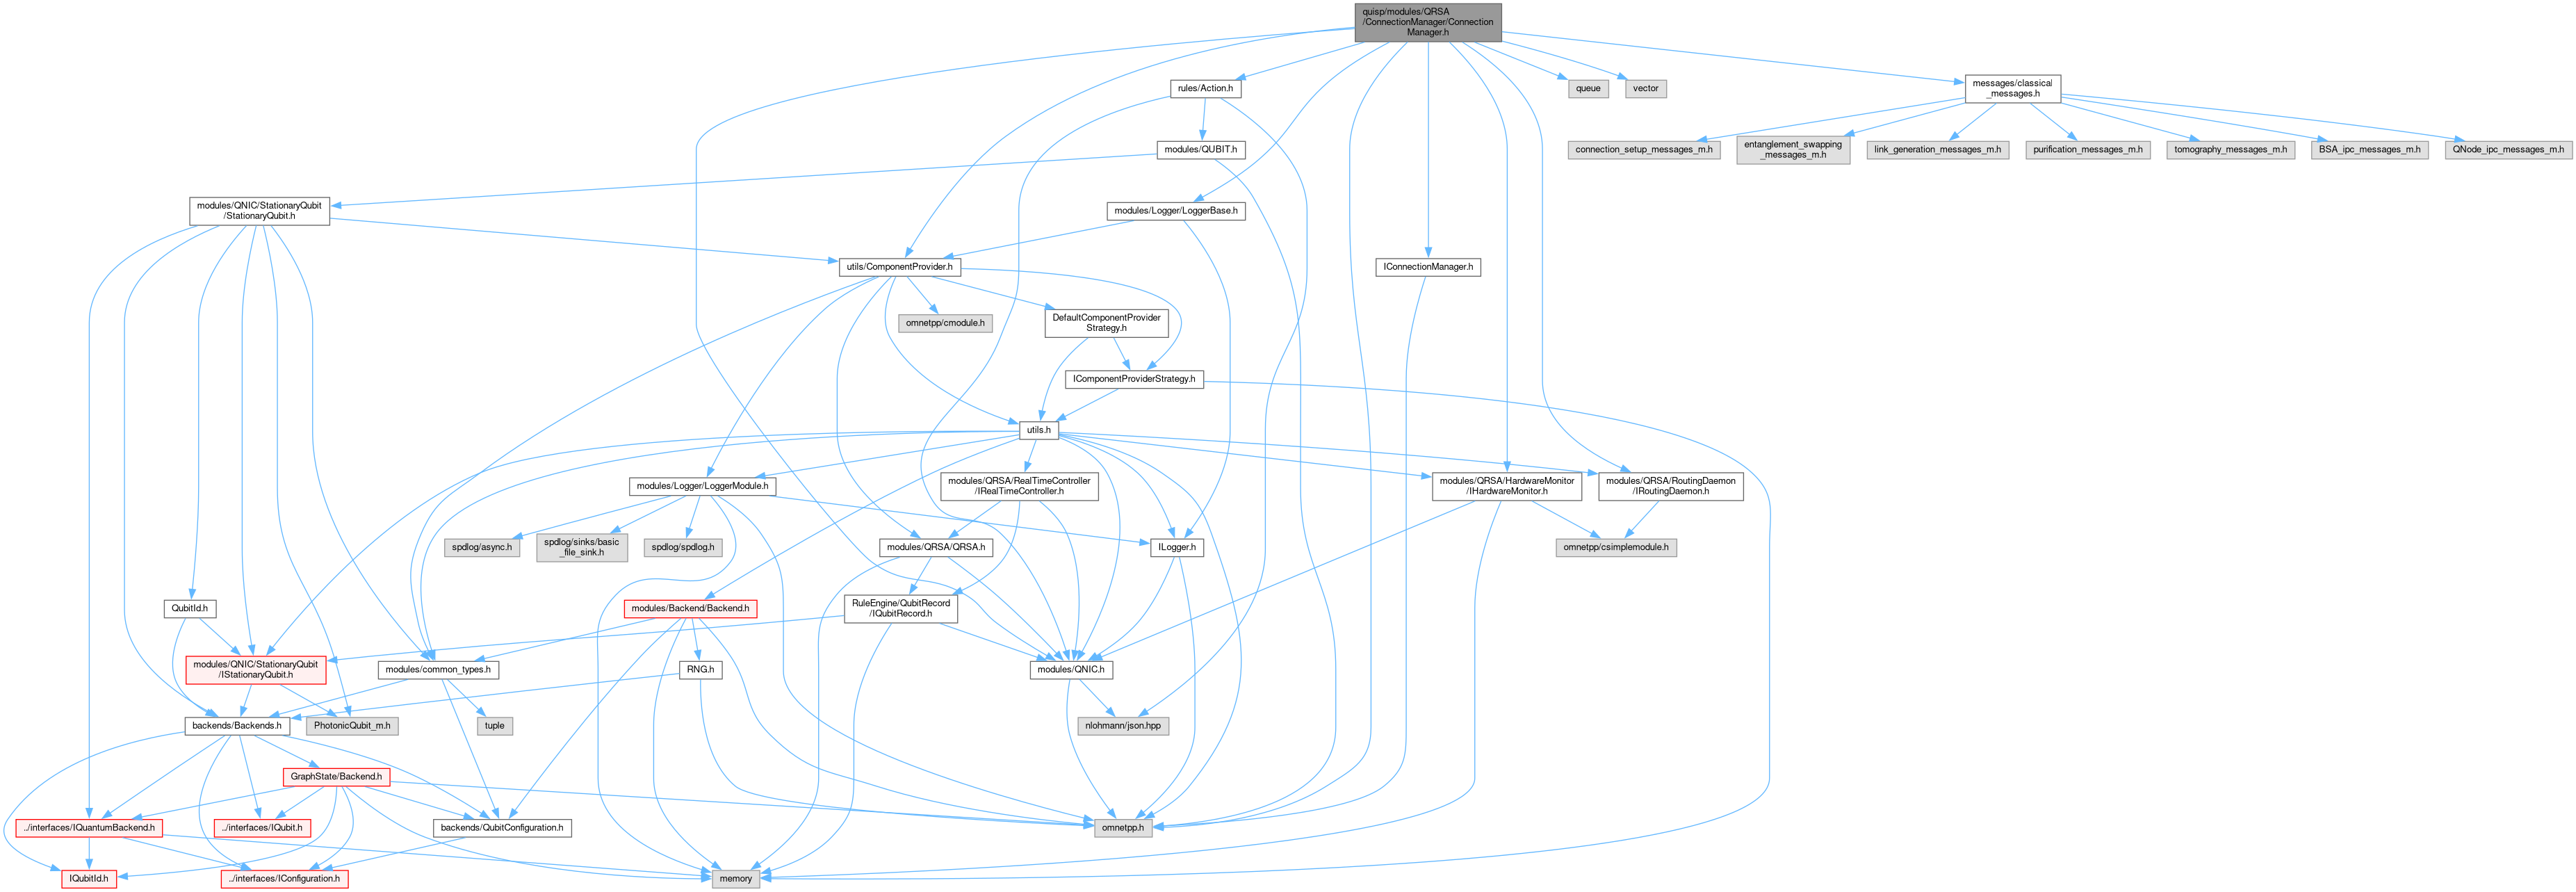 quisp/modules/QRSA
/ConnectionManager/Connection
Manager.h
rules/Action.h
queue
vector
messages/classical
_messages.h
modules/QUBIT.h
connection_setup_messages_m.h
entanglement_swapping
_messages_m.h
link_generation_messages_m.h
purification_messages_m.h
tomography_messages_m.h
BSA_ipc_messages_m.h
QNode_ipc_messages_m.h
modules/QNIC/StationaryQubit
/StationaryQubit.h
modules/Logger/LoggerBase.h
utils/ComponentProvider.h
IConnectionManager.h
omnetpp/cmodule.h
DefaultComponentProvider
Strategy.h
IComponentProviderStrategy.h
utils.h
modules/Logger/LoggerModule.h
modules/QRSA/RealTimeController
/IRealTimeController.h
modules/QRSA/HardwareMonitor
/IHardwareMonitor.h
modules/QRSA/RoutingDaemon
/IRoutingDaemon.h
spdlog/async.h
spdlog/sinks/basic
_file_sink.h
spdlog/spdlog.h
modules/QRSA/QRSA.h
ILogger.h
omnetpp/csimplemodule.h
QubitId.h
modules/Backend/Backend.h
RuleEngine/QubitRecord
/IQubitRecord.h
modules/QNIC/StationaryQubit
/IStationaryQubit.h
modules/common_types.h
RNG.h
modules/QNIC.h
backends/Backends.h
PhotonicQubit_m.h
tuple
nlohmann/json.hpp
GraphState/Backend.h
../interfaces/IQuantumBackend.h
../interfaces/IQubit.h
backends/QubitConfiguration.h
omnetpp.h
IQubitId.h
../interfaces/IConfiguration.h
memory